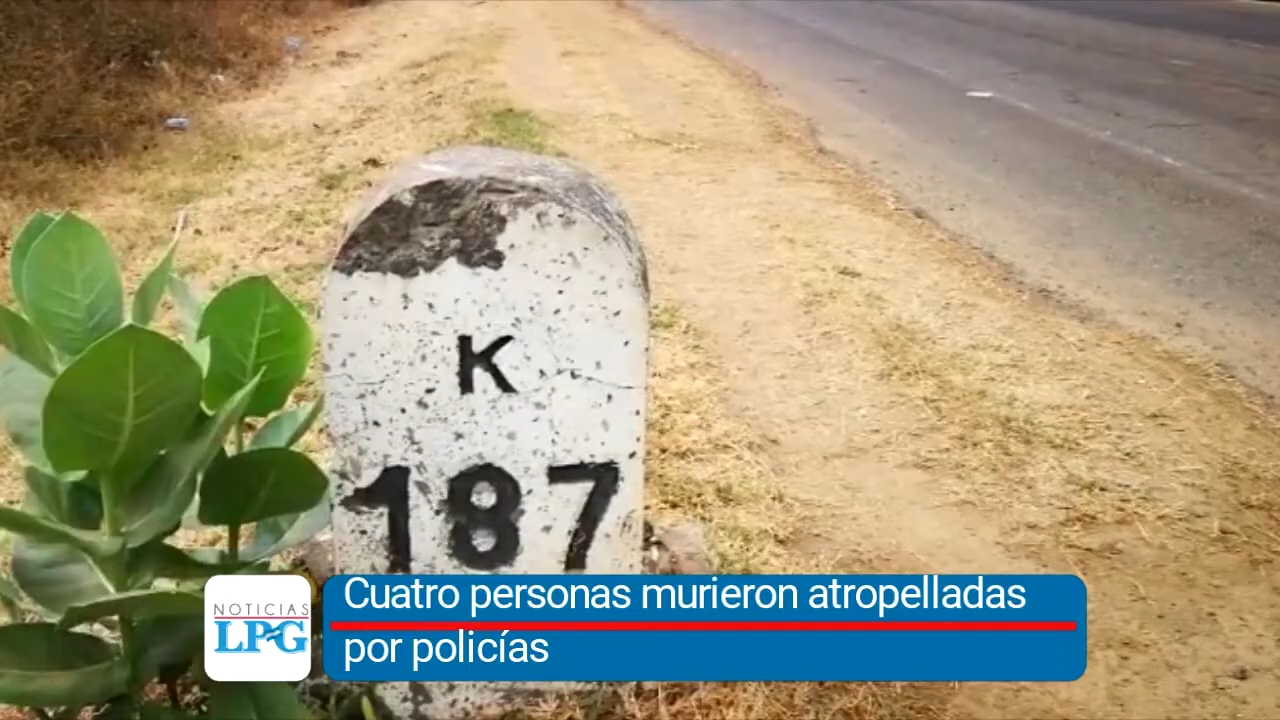 K
187
NOTICIAS
LPG
Cuatro personas murieron atropelladas
por policías